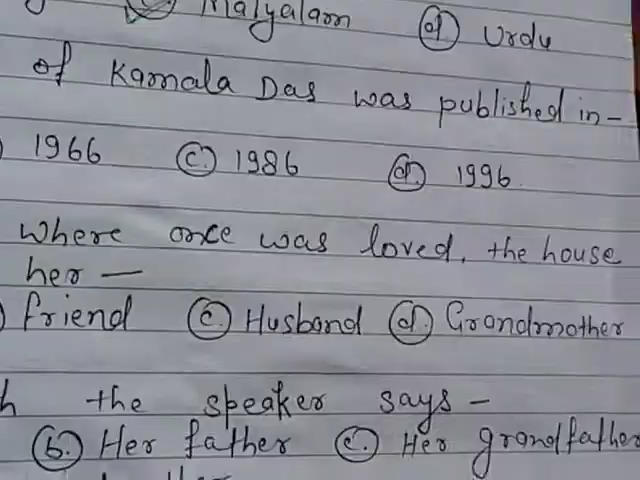 Malyalam (d) Urdu
of Kamala Das was published in-
1966 (c.) 1986 (d) 1996
where once was loved, the house
her —
friend (c.) Husband (d.) Grandmother
h the speaker says -
(b.) Her father (c.) Her grandfather